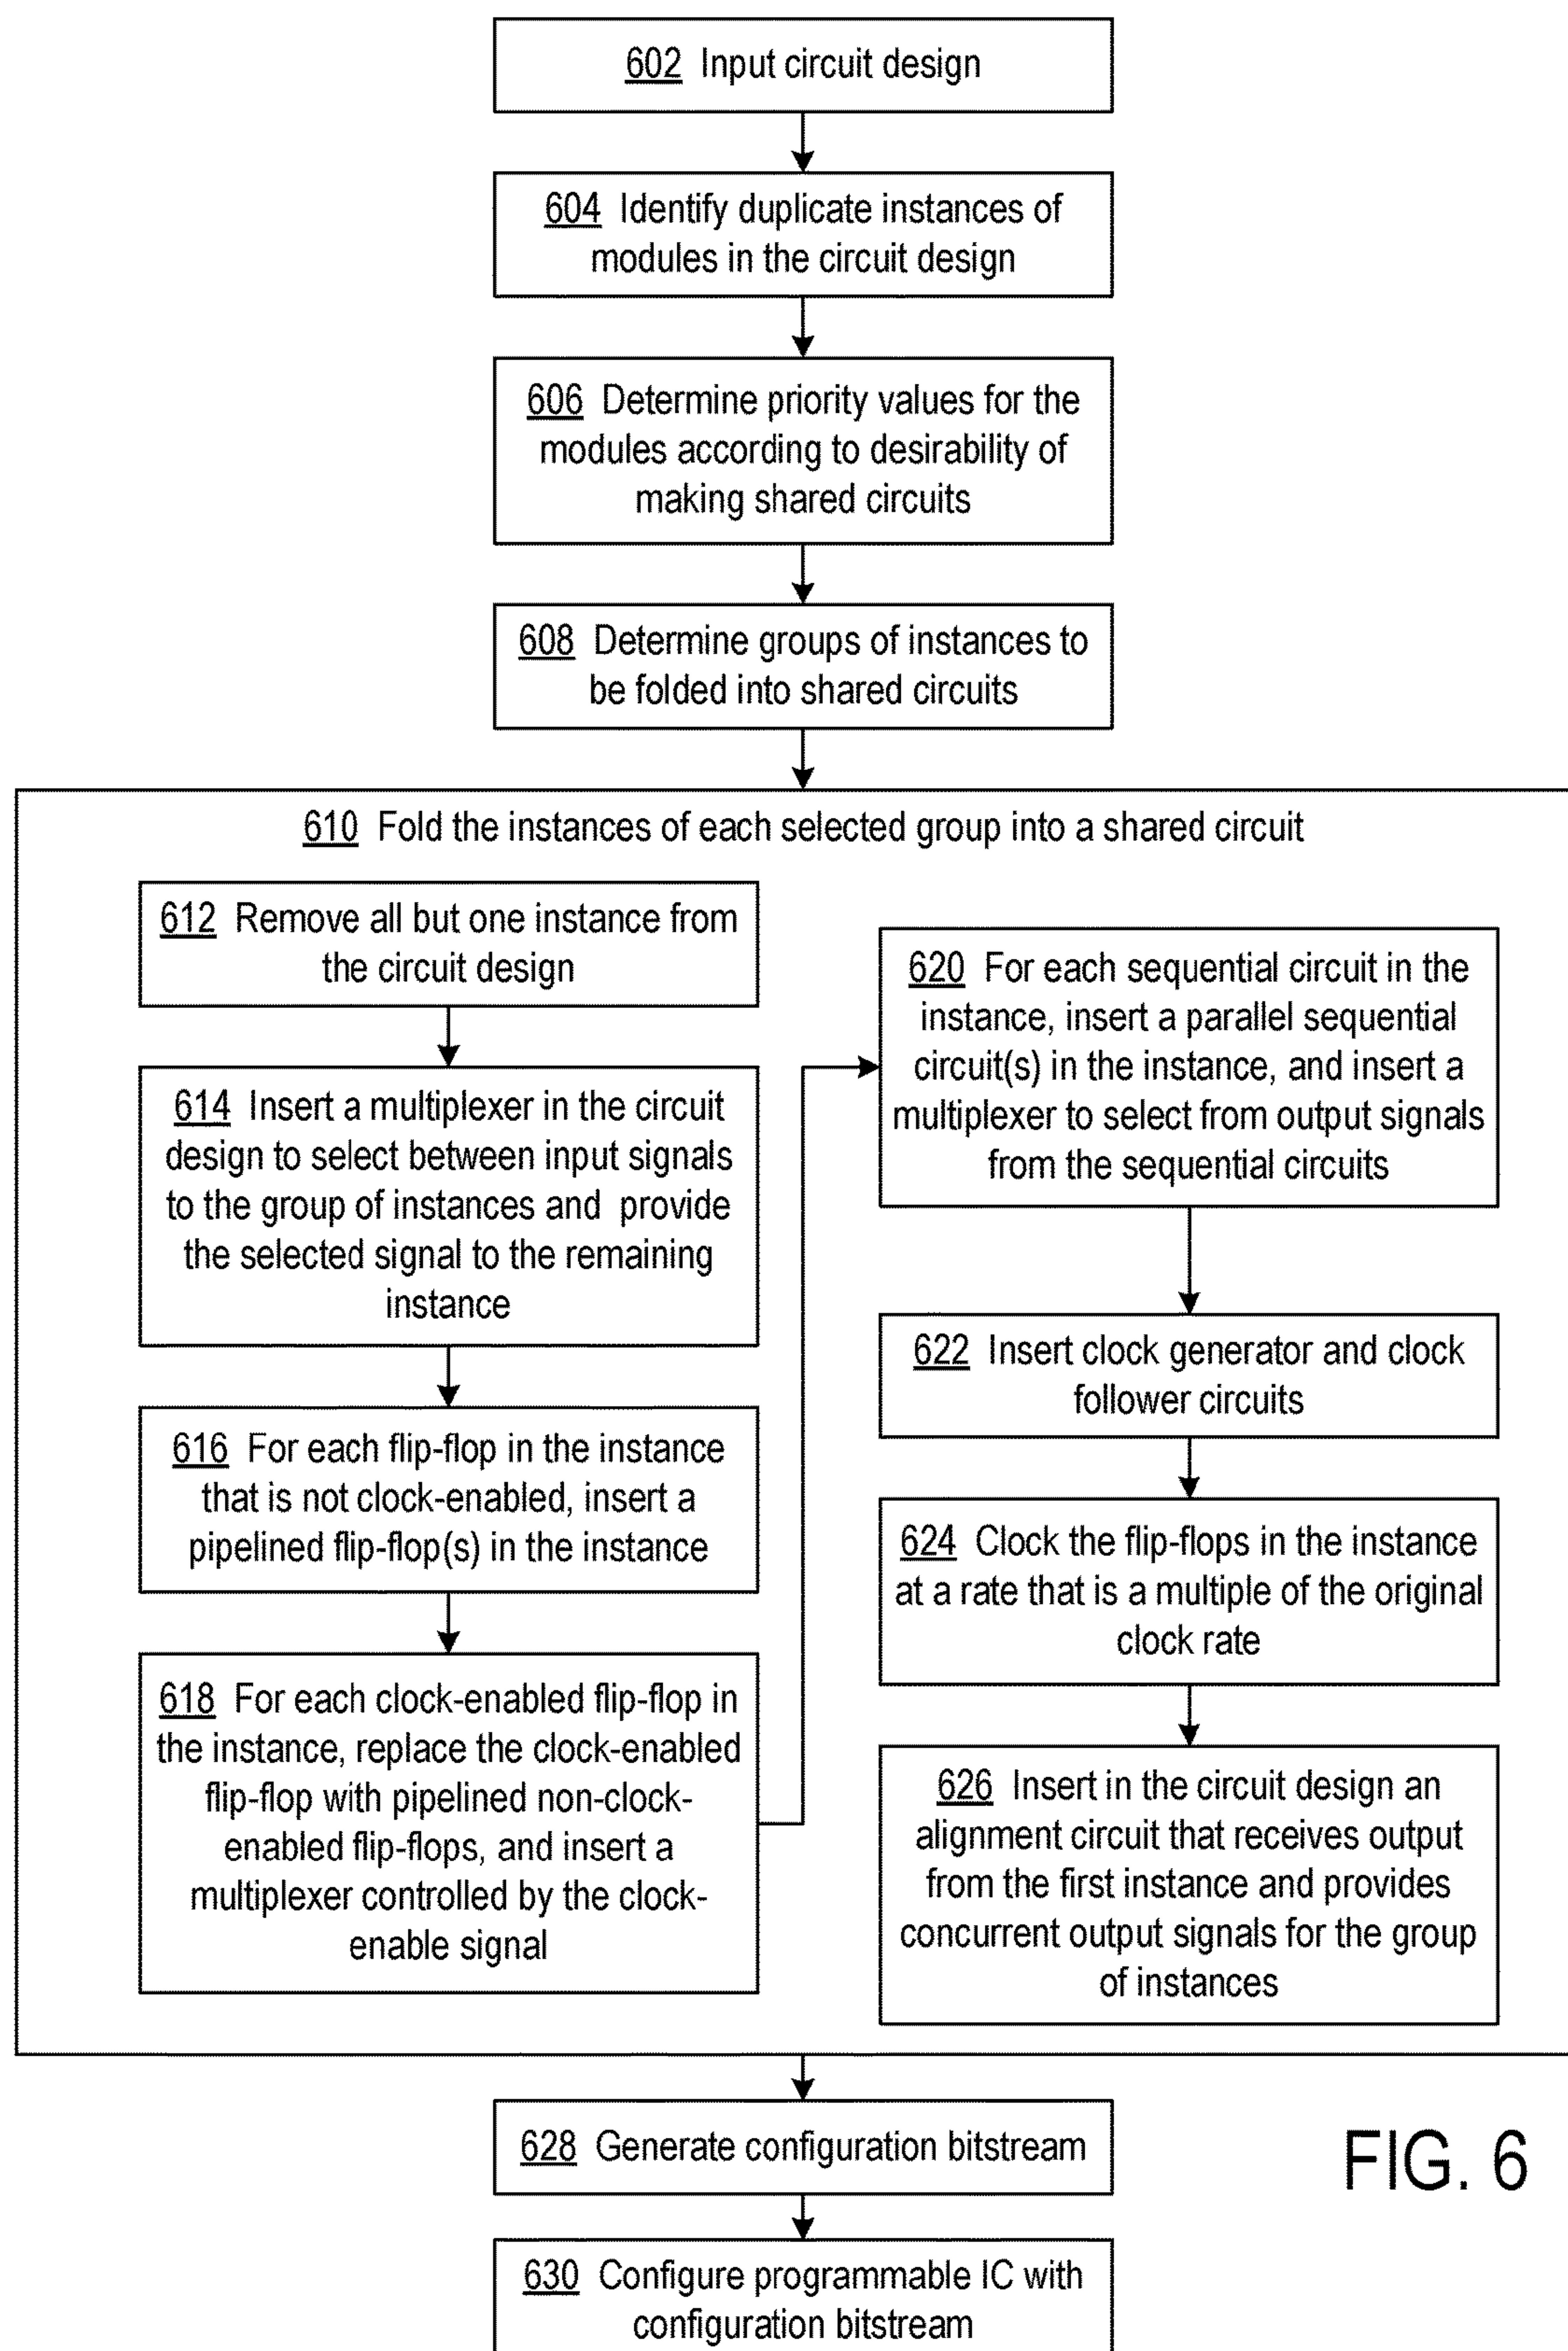 602 Input circuit design
604 Identify duplicate instances of
modules in the circuit design
606 Determine priority values for the
modules according to desirability of
making shared circuits
608 Determine groups of instances to
be folded into shared circuits
610 Fold the instances of each selected group into a shared circuit
612 Remove all but one instance from
the circuit design
614 Insert a multiplexer in the circuit
design to select between input signals
to the group of instances and provide
the selected signal to the remaining
instance
616 For each flip-flop in the instance
that is not clock-enabled, insert a
pipelined flip-flop(s) in the instance
618 For each clock-enabled flip-flop in
the instance, replace the clock-enabled
flip-flop with pipelined non-clock-
enabled flip-flops, and insert a
multiplexer controlled by the clock-
enable signal
620 For each sequential circuit in the
instance, insert a parallel sequential
circuit(s) in the instance, and insert a
multiplexer to select from output signals
from the sequential circuits
622 Insert clock generator and clock
follower circuits
624 Clock the flip-flops in the instance
at a rate that is a multiple of the original
clock rate
626 Insert in the circuit design an
alignment circuit that receives output
from the first instance and provides
concurrent output signals for the group
of instances
628 Generate configuration bitstream
630 Configure programmable IC with
configuration bitstream
FIG. 6